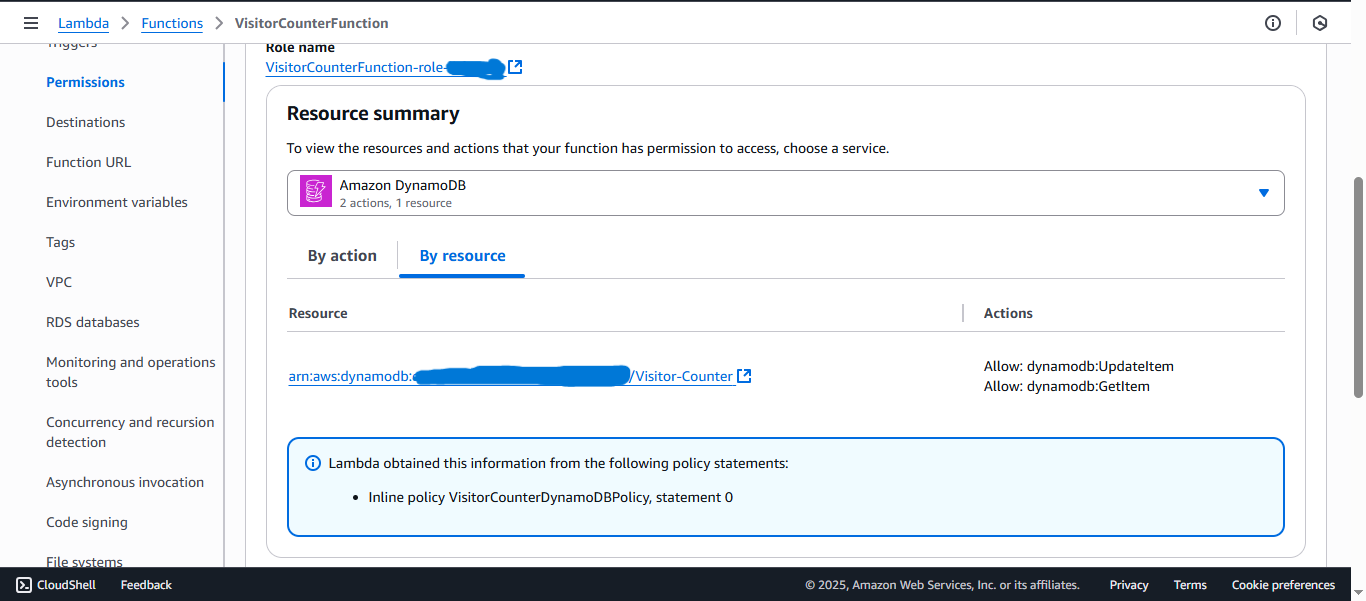 Lambda > Functions > VisitorCounterFunction
Triggers
Permissions
Destinations
Function URL
Environment variables
Tags
VPC
RDS databases
Monitoring and operations
tools
Concurrency and recursion
detection
Asynchronous invocation
Code signing
File systems
Role name
VisitorCounterFunction-role-
Resource summary
To view the resources and actions that your function has permission to access, choose a service.
Amazon DynamoDB
2 actions, 1 resource
By action
By resource
Resource
Actions
arn:aws:dynamodb: /Visitor-Counter
Allow: dynamodb:UpdateItem
Allow: dynamodb:GetItem
Lambda obtained this information from the following policy statements:
• Inline policy VisitorCounterDynamoDBPolicy, statement 0
CloudShell Feedback © 2025, Amazon Web Services, Inc. or its affiliates. Privacy Terms Cookie preferences